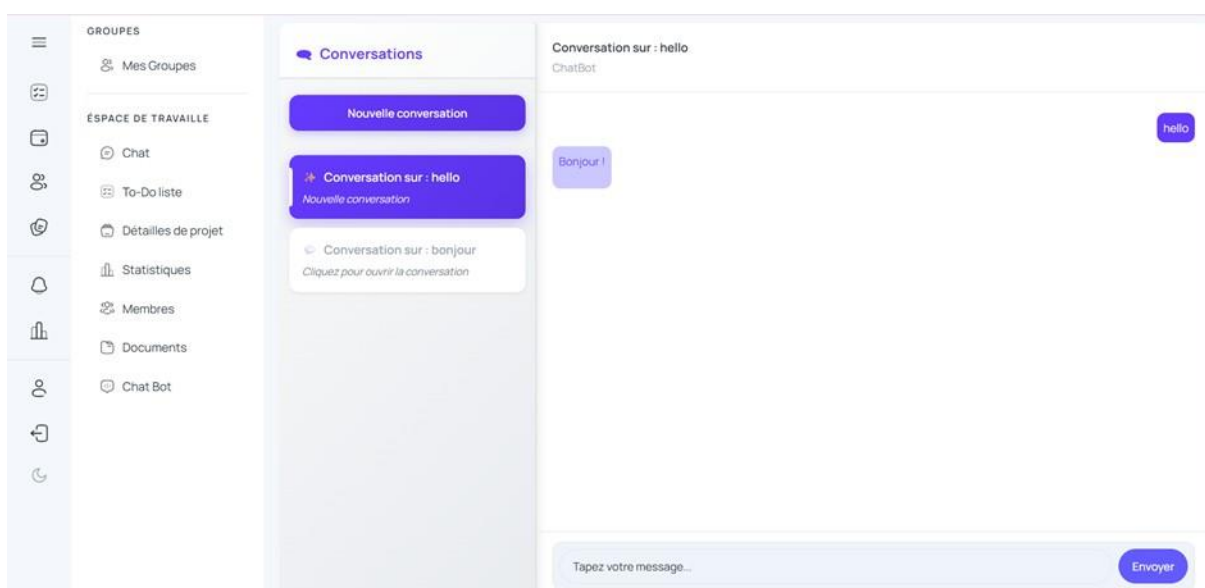 GROUPES
Mes Groupes
ÉSPACE DE TRAVAILLE
Chat
To-Do liste
Détailles de projet
Statistiques
Membres
Documents
Chat Bot
Conversations
Nouvelle conversation
Conversation sur : hello
Nouvelle conversation
Conversation sur : bonjour
Cliquez pour ouvrir la conversation
Conversation sur : hello
ChatBot
hello
Bonjour !
Tapez votre message...
Envoyer